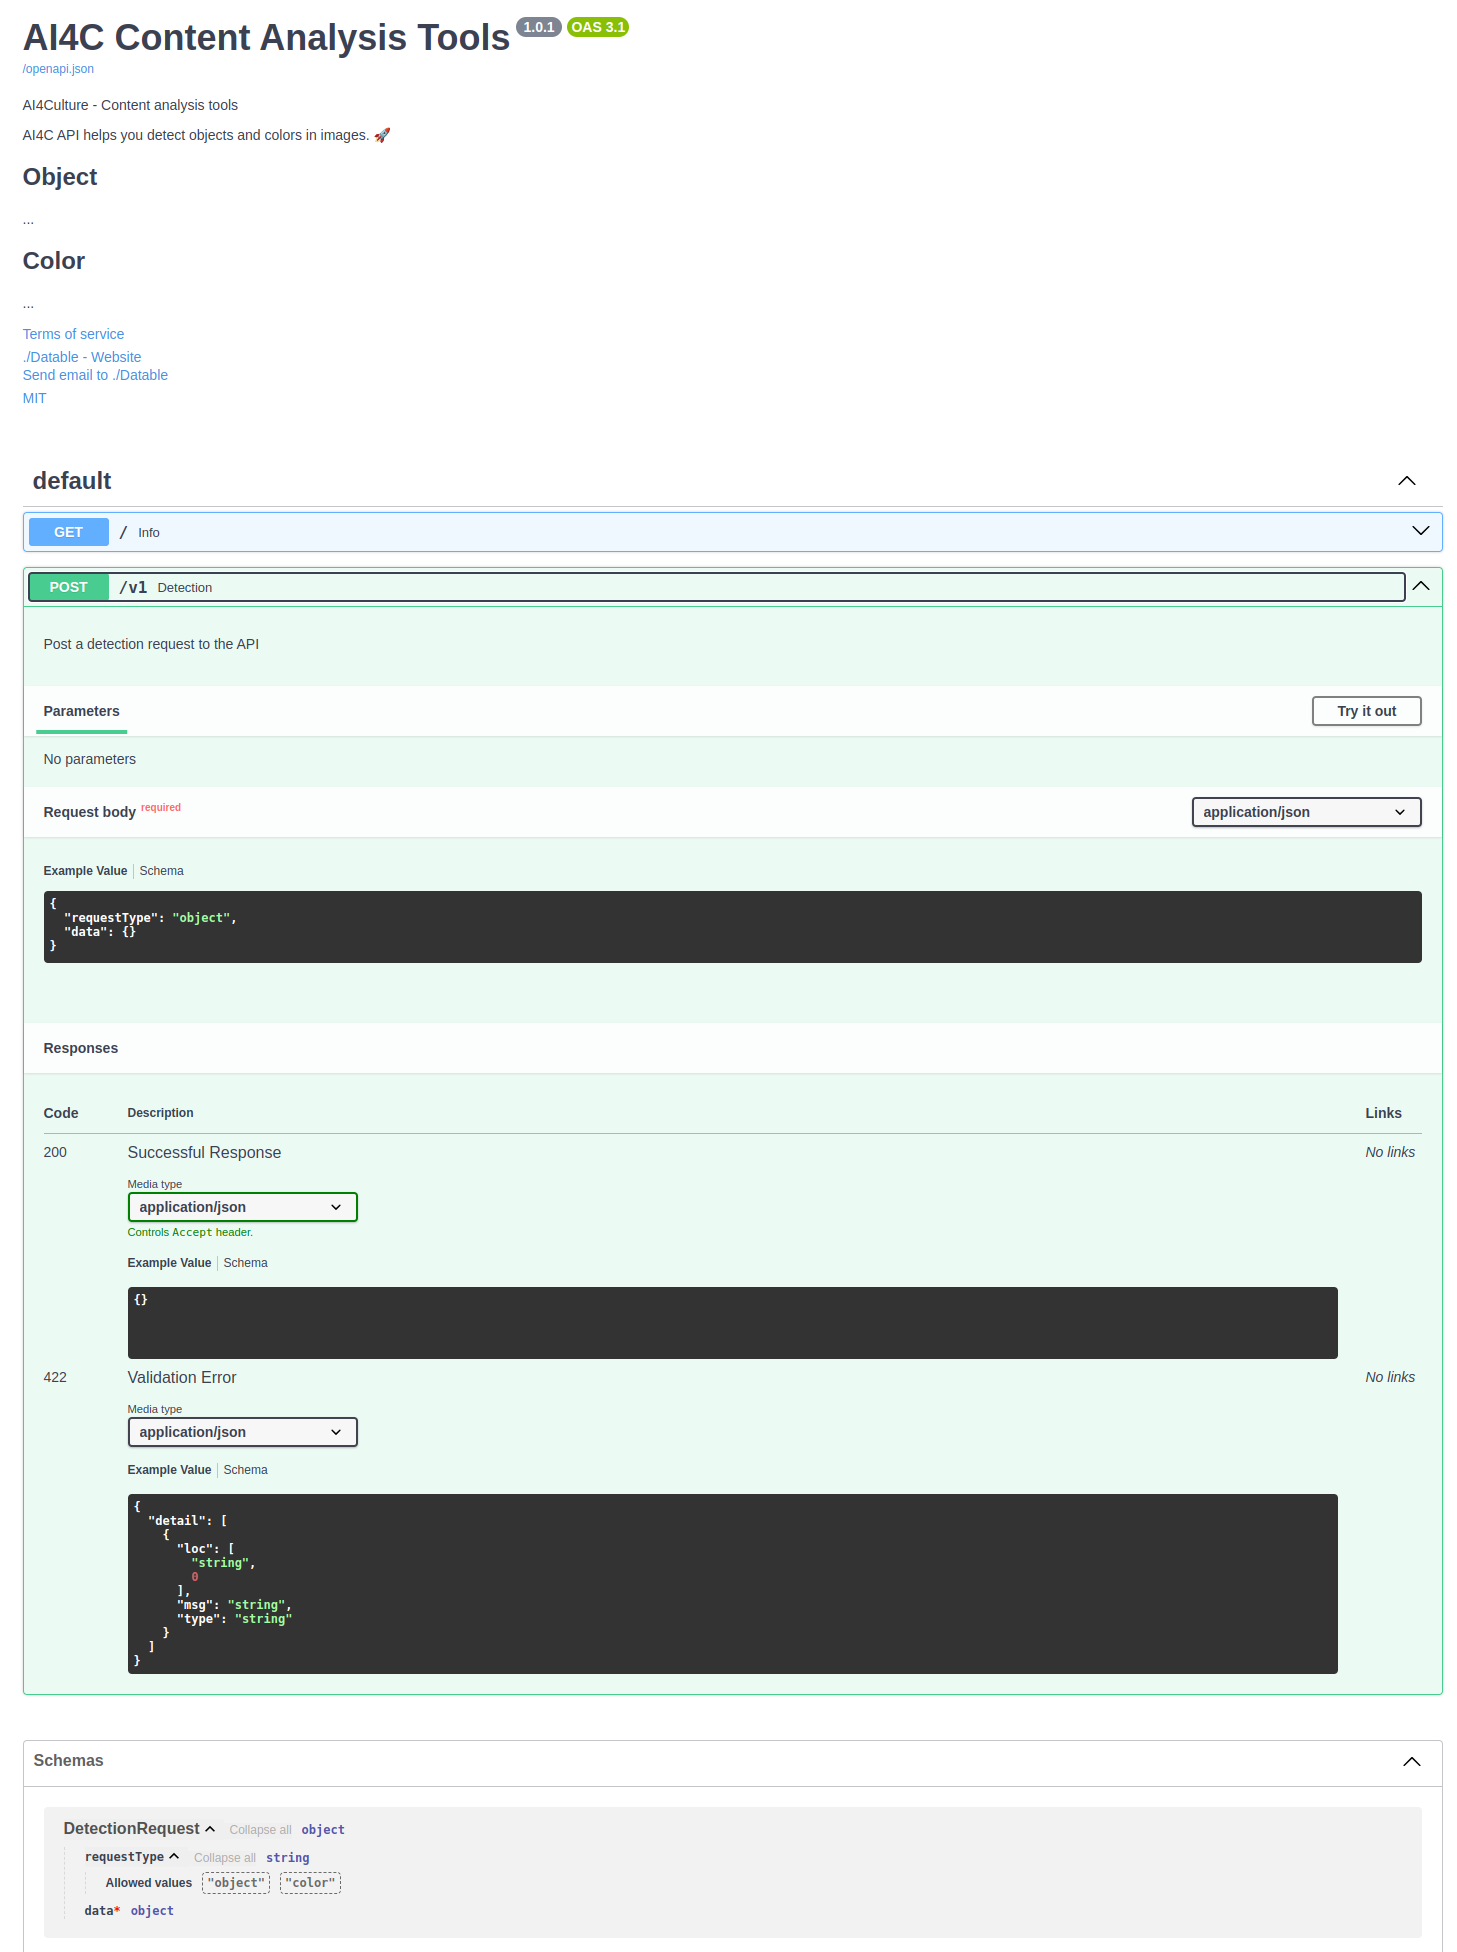 AI4C Content Analysis Tools 1.0.1 OAS 3.1
/openapi.json
AI4Culture - Content analysis tools
AI4C API helps you detect objects and colors in images. 🚀
Object
...
Color
...
Terms of service
./Datable - Website
Send email to ./Datable
MIT
default
GET / Info
POST /v1 Detection
Post a detection request to the API
Parameters Try it out
No parameters
Request body required application/json
Example Value Schema
{
  "requestType": "object",
  "data": {}
}
Responses
Code Description Links
200 Successful Response No links
Media type
application/json
Controls Accept header.
Example Value Schema
{}
422 Validation Error No links
Media type
application/json
Example Value Schema
{
  "detail": [
    {
      "loc": [
        "string",
        0
      ],
      "msg": "string",
      "type": "string"
    }
  ]
}
Schemas
DetectionRequest Collapse all object
requestType Collapse all string
Allowed values "object" "color"
data* object